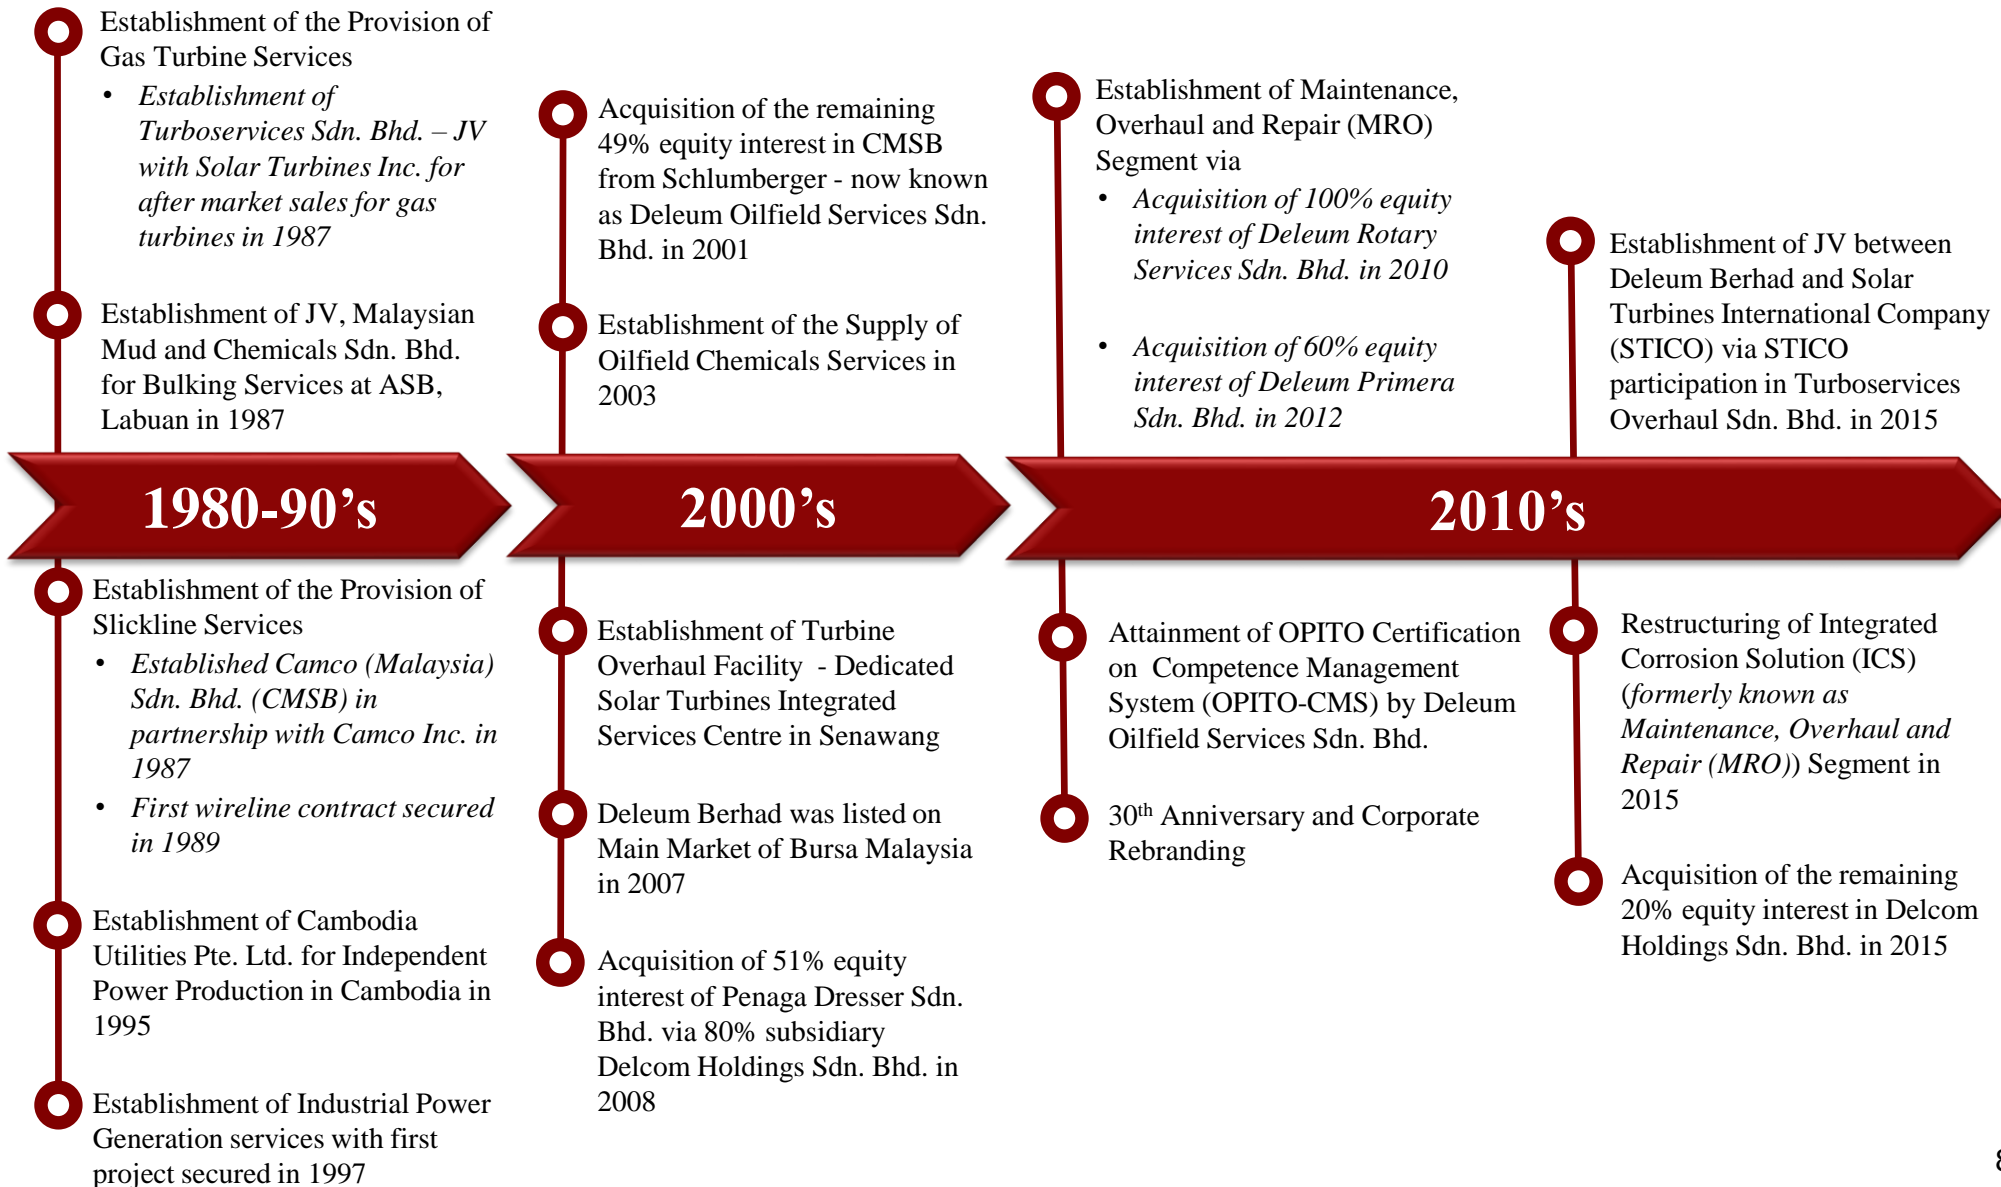 Establishment of the Provision of
Gas Turbine Services
• Establishment of
Turboservices Sdn. Bhd. – JV
with Solar Turbines Inc. for
after market sales for gas
turbines in 1987
Establishment of JV, Malaysian
Mud and Chemicals Sdn. Bhd.
for Bulking Services at ASB,
Labuan in 1987
Acquisition of the remaining
49% equity interest in CMSB
from Schlumberger - now known
as Deleum Oilfield Services Sdn.
Bhd. in 2001
Establishment of the Supply of
Oilfield Chemicals Services in
2003
Establishment of Maintenance,
Overhaul and Repair (MRO)
Segment via
• Acquisition of 100% equity
interest of Deleum Rotary
Services Sdn. Bhd. in 2010
• Acquisition of 60% equity
interest of Deleum Primera
Sdn. Bhd. in 2012
Establishment of JV between
Deleum Berhad and Solar
Turbines International Company
(STICO) via STICO
participation in Turboservices
Overhaul Sdn. Bhd. in 2015
1980-90’s
2000’s
2010’s
Establishment of the Provision of
Slickline Services
• Established Camco (Malaysia)
Sdn. Bhd. (CMSB) in
partnership with Camco Inc. in
1987
• First wireline contract secured
in 1989
Establishment of Cambodia
Utilities Pte. Ltd. for Independent
Power Production in Cambodia in
1995
Establishment of Industrial Power
Generation services with first
project secured in 1997
Establishment of Turbine
Overhaul Facility - Dedicated
Solar Turbines Integrated
Services Centre in Senawang
Deleum Berhad was listed on
Main Market of Bursa Malaysia
in 2007
Acquisition of 51% equity
interest of Penaga Dresser Sdn.
Bhd. via 80% subsidiary
Delcom Holdings Sdn. Bhd. in
2008
Attainment of OPITO Certification
on Competence Management
System (OPITO-CMS) by Deleum
Oilfield Services Sdn. Bhd.
30th Anniversary and Corporate
Rebranding
Restructuring of Integrated
Corrosion Solution (ICS)
(formerly known as
Maintenance, Overhaul and
Repair (MRO)) Segment in
2015
Acquisition of the remaining
20% equity interest in Delcom
Holdings Sdn. Bhd. in 2015